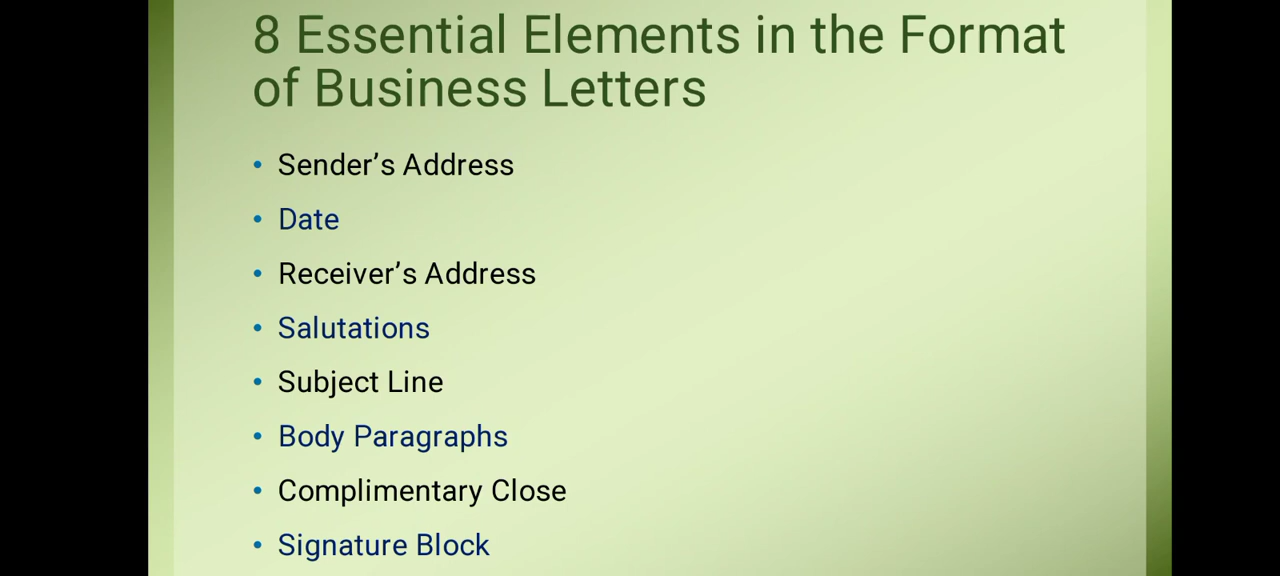 8 Essential Elements in the Format
of Business Letters
• Sender’s Address
• Date
• Receiver’s Address
• Salutations
• Subject Line
• Body Paragraphs
• Complimentary Close
• Signature Block